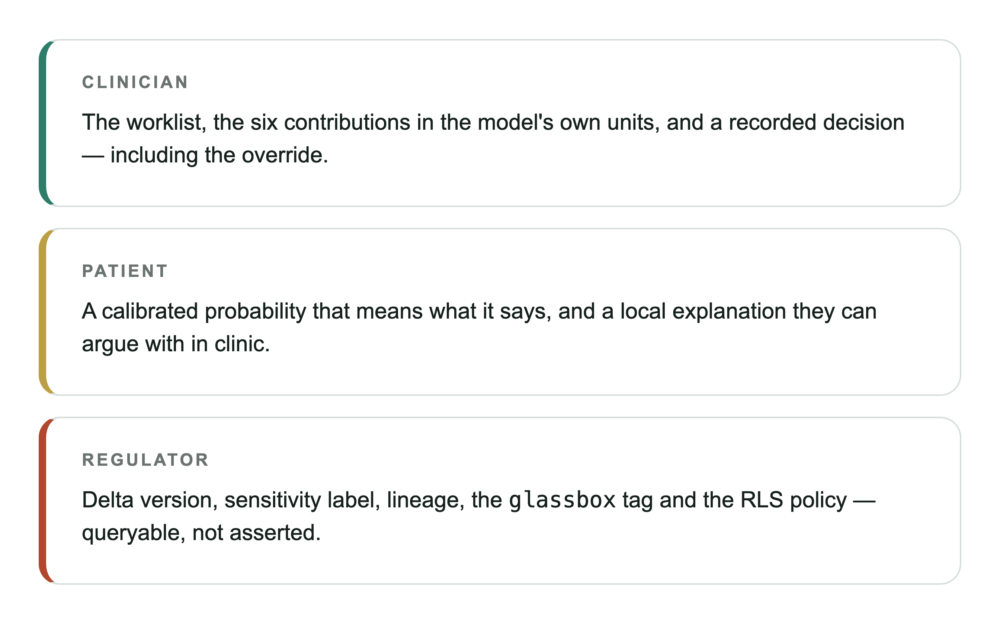 CLINICIAN
The worklist, the six contributions in the model's own units, and a recorded decision
— including the override.
PATIENT
A calibrated probability that means what it says, and a local explanation they can
argue with in clinic.
REGULATOR
Delta version, sensitivity label, lineage, the glassbox tag and the RLS policy —
queryable, not asserted.